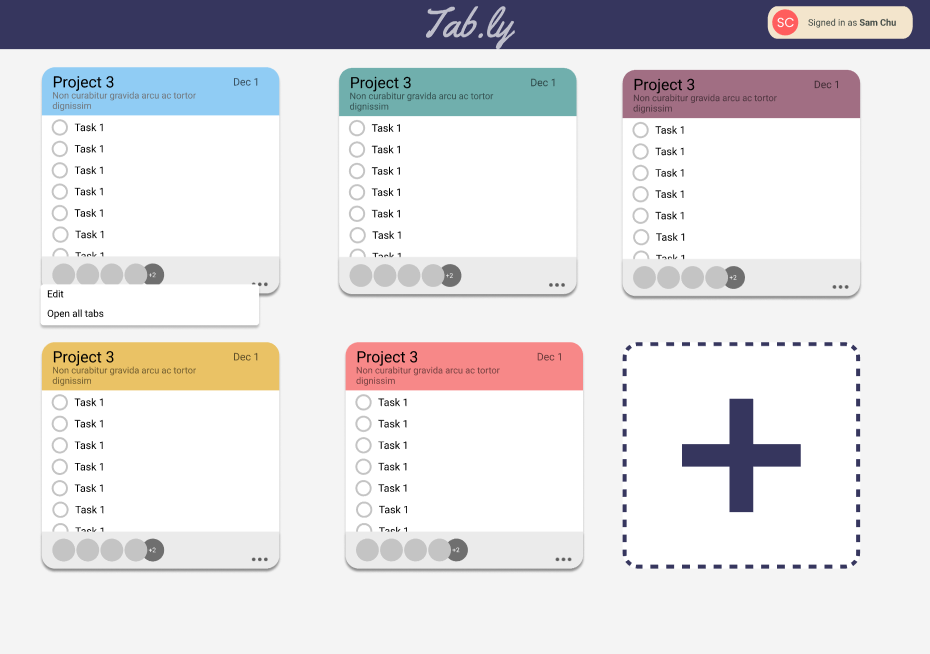 Tab.ly
SC Signed in as Sam Chu
Project 3
Dec 1
Non curabitur gravida arcu ac tortor
dignissim
Task 1
Task 1
Task 1
Task 1
Task 1
Task 1
Task 1
+2
Edit
Open all tabs
Project 3
Dec 1
Non curabitur gravida arcu ac tortor
dignissim
Task 1
Task 1
Task 1
Task 1
Task 1
Task 1
Task 1
+2
Project 3
Dec 1
Non curabitur gravida arcu ac tortor
dignissim
Task 1
Task 1
Task 1
Task 1
Task 1
Task 1
Task 1
+2
Project 3
Dec 1
Non curabitur gravida arcu ac tortor
dignissim
Task 1
Task 1
Task 1
Task 1
Task 1
Task 1
Task 1
+2
Project 3
Dec 1
Non curabitur gravida arcu ac tortor
dignissim
Task 1
Task 1
Task 1
Task 1
Task 1
Task 1
Task 1
+2